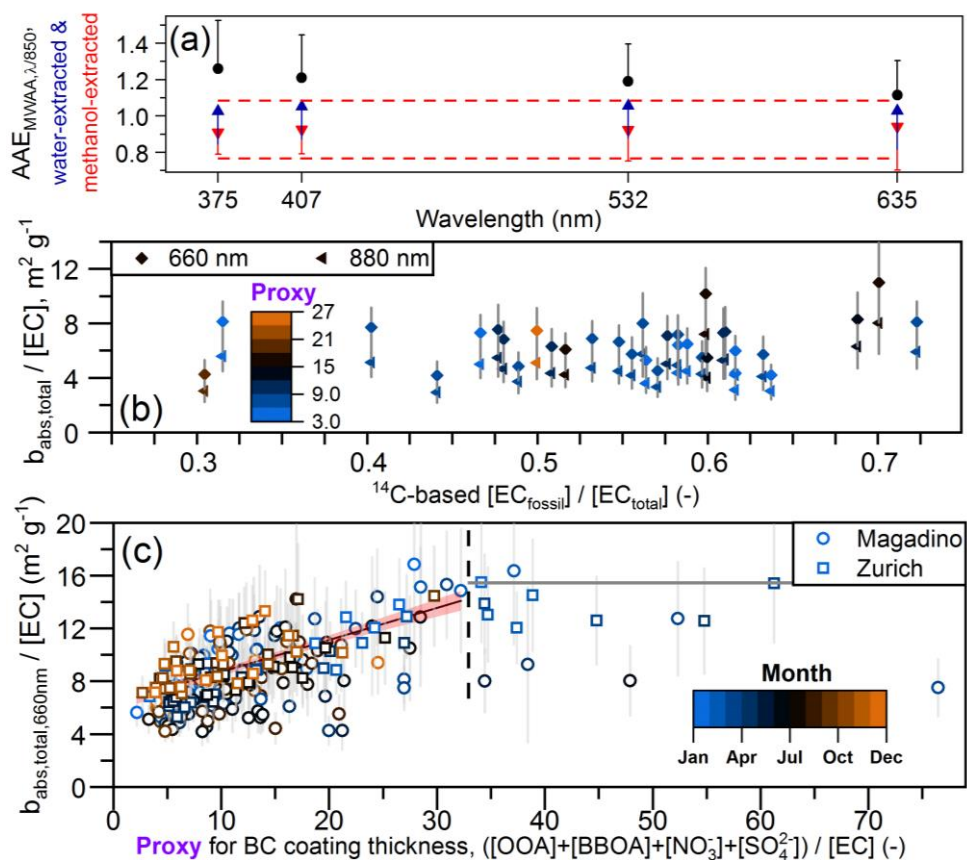 AAE_MWAA,λ/850,
water-extracted &
methanol-extracted
(a)
1.4
1.2
1.0
0.8
375
407
532
635
Wavelength (nm)
b_abs,total / [EC], m² g⁻¹
12
8
4
0
660 nm
880 nm
Proxy
27
21
15
9.0
3.0
(b)
0.3
0.4
0.5
0.6
0.7
¹⁴C-based [EC_fossil] / [EC_total] (-)
b_abs,total,660nm / [EC] (m² g⁻¹)
20
16
12
8
4
0
(c)
Magadino
Zurich
Month
Jan
Apr
Jul
Oct
Dec
0
10
20
30
40
50
60
70
Proxy for BC coating thickness, ([OOA]+[BBOA]+[NO₃⁻]+[SO₄²⁻]) / [EC] (-)